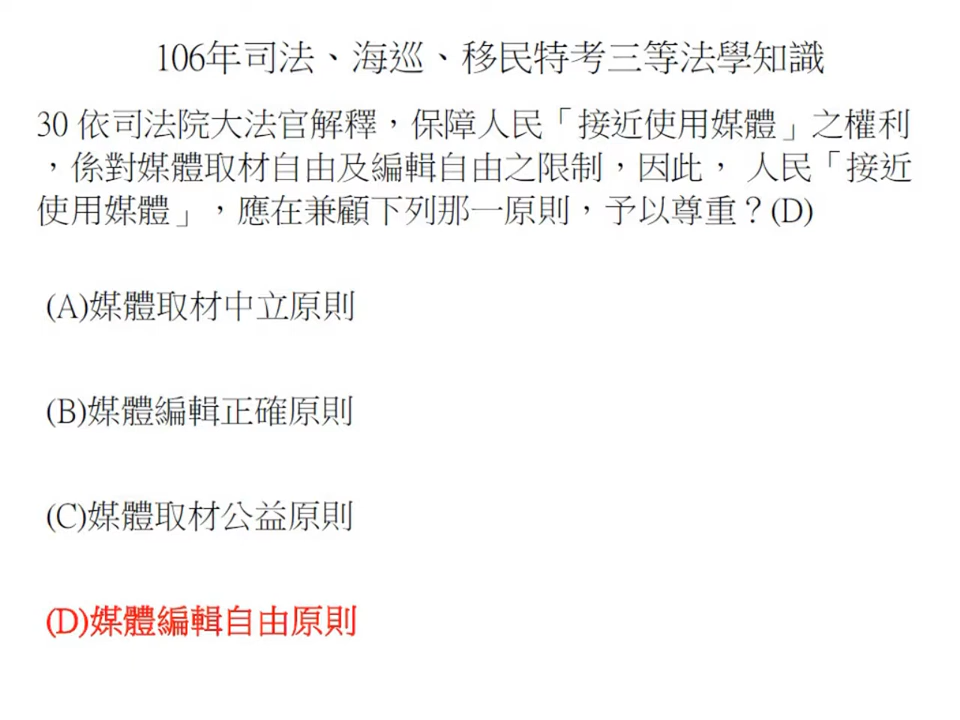 106年司法、海巡、移民特考三等法學知識
30 依司法院大法官解釋，保障人民「接近使用媒體」之權利
，係對媒體取材自由及編輯自由之限制，因此， 人民「接近
使用媒體」，應在兼顧下列那一原則，予以尊重？(D)
(A)媒體取材中立原則
(B)媒體編輯正確原則
(C)媒體取材公益原則
(D)媒體編輯自由原則